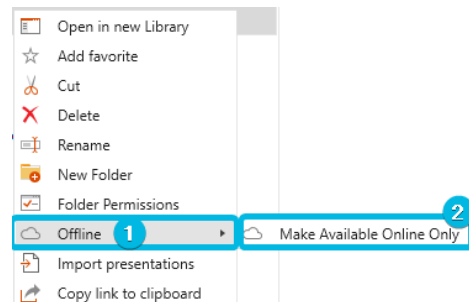 Open in new Library
Add favorite
Cut
Delete
Rename
New Folder
Folder Permissions
Offline 1
2
Make Available Online Only
Import presentations
Copy link to clipboard